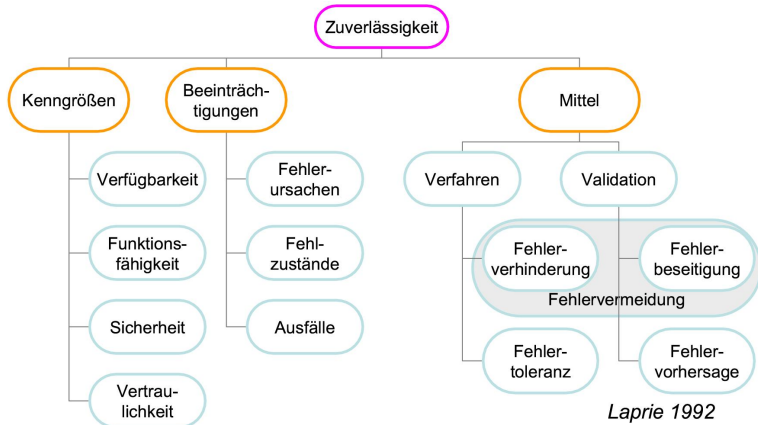 Zuverlässigkeit
Kenngrößen
Beeinträch-
tigungen
Mittel
Verfügbarkeit
Funktions-
fähigkeit
Sicherheit
Vertrau-
lichkeit
Fehler-
ursachen
Fehl-
zustände
Ausfälle
Verfahren
Validation
Fehler-
verhinderung
Fehler-
beseitigung
Fehlervermeidung
Fehler-
toleranz
Fehler-
vorhersage
Laprie 1992